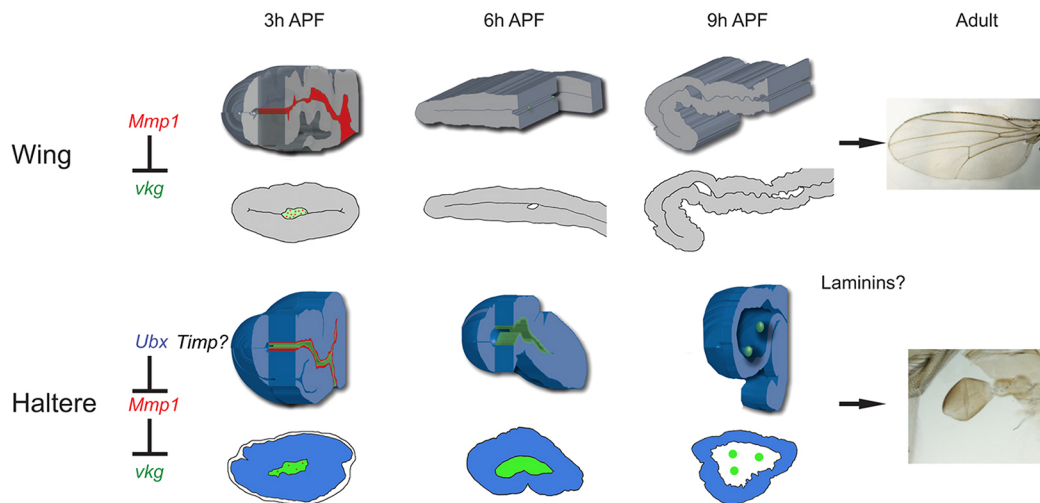 3h APF 6h APF 9h APF Adult
Mmp1
Wing
vkg
Laminins?
Ubx Timp?
Haltere Mmp1
vkg